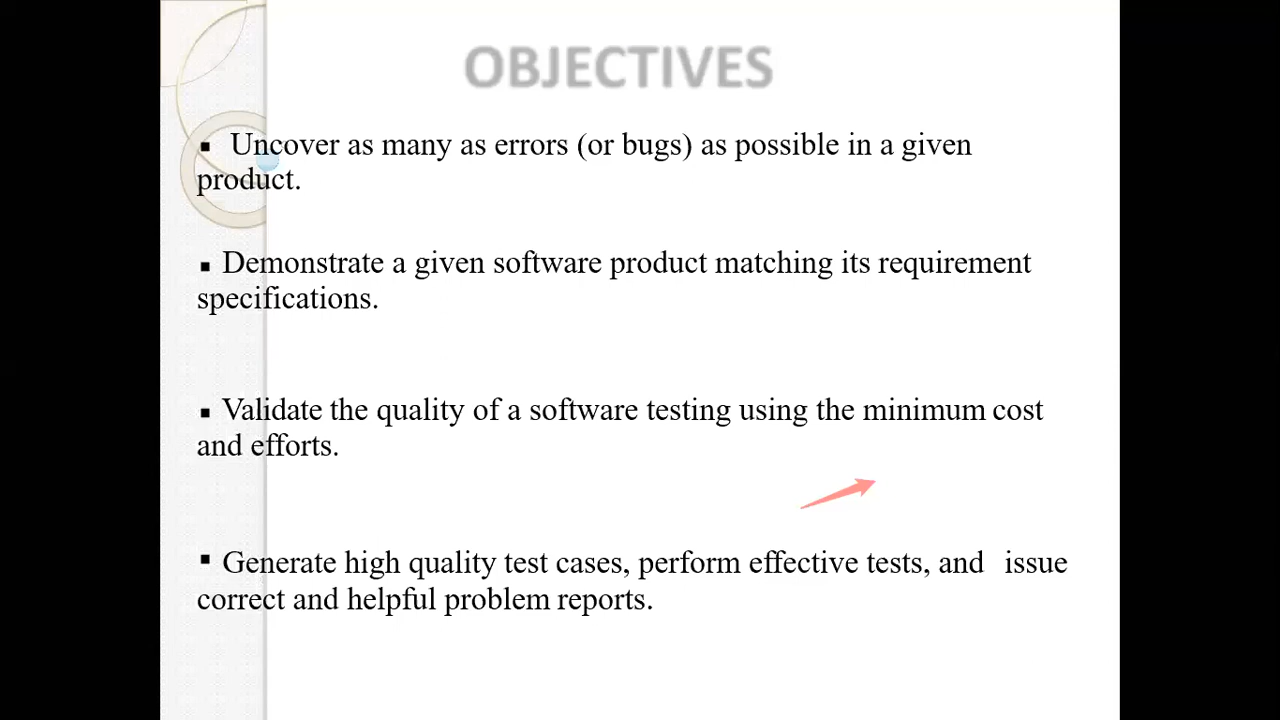 OBJECTIVES
▪ Uncover as many as errors (or bugs) as possible in a given
product.
▪ Demonstrate a given software product matching its requirement
specifications.
▪ Validate the quality of a software testing using the minimum cost
and efforts.
▪ Generate high quality test cases, perform effective tests, and issue
correct and helpful problem reports.